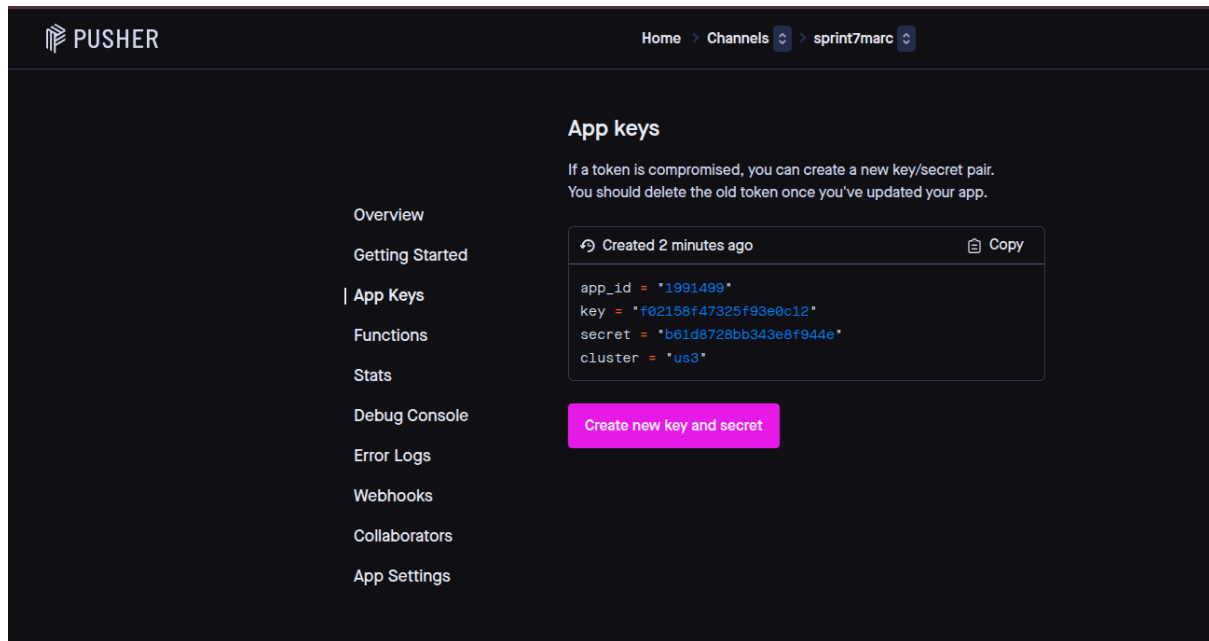 PUSHER
Home > Channels > sprint7marc
App keys
If a token is compromised, you can create a new key/secret pair.
You should delete the old token once you've updated your app.
Overview
Getting Started
App Keys
Functions
Stats
Debug Console
Error Logs
Webhooks
Collaborators
App Settings
Created 2 minutes ago
Copy
app_id = "1991499"
key = "f02158f47325f93e0c12"
secret = "b61d8728bb343e8f944e"
cluster = "us3"
Create new key and secret